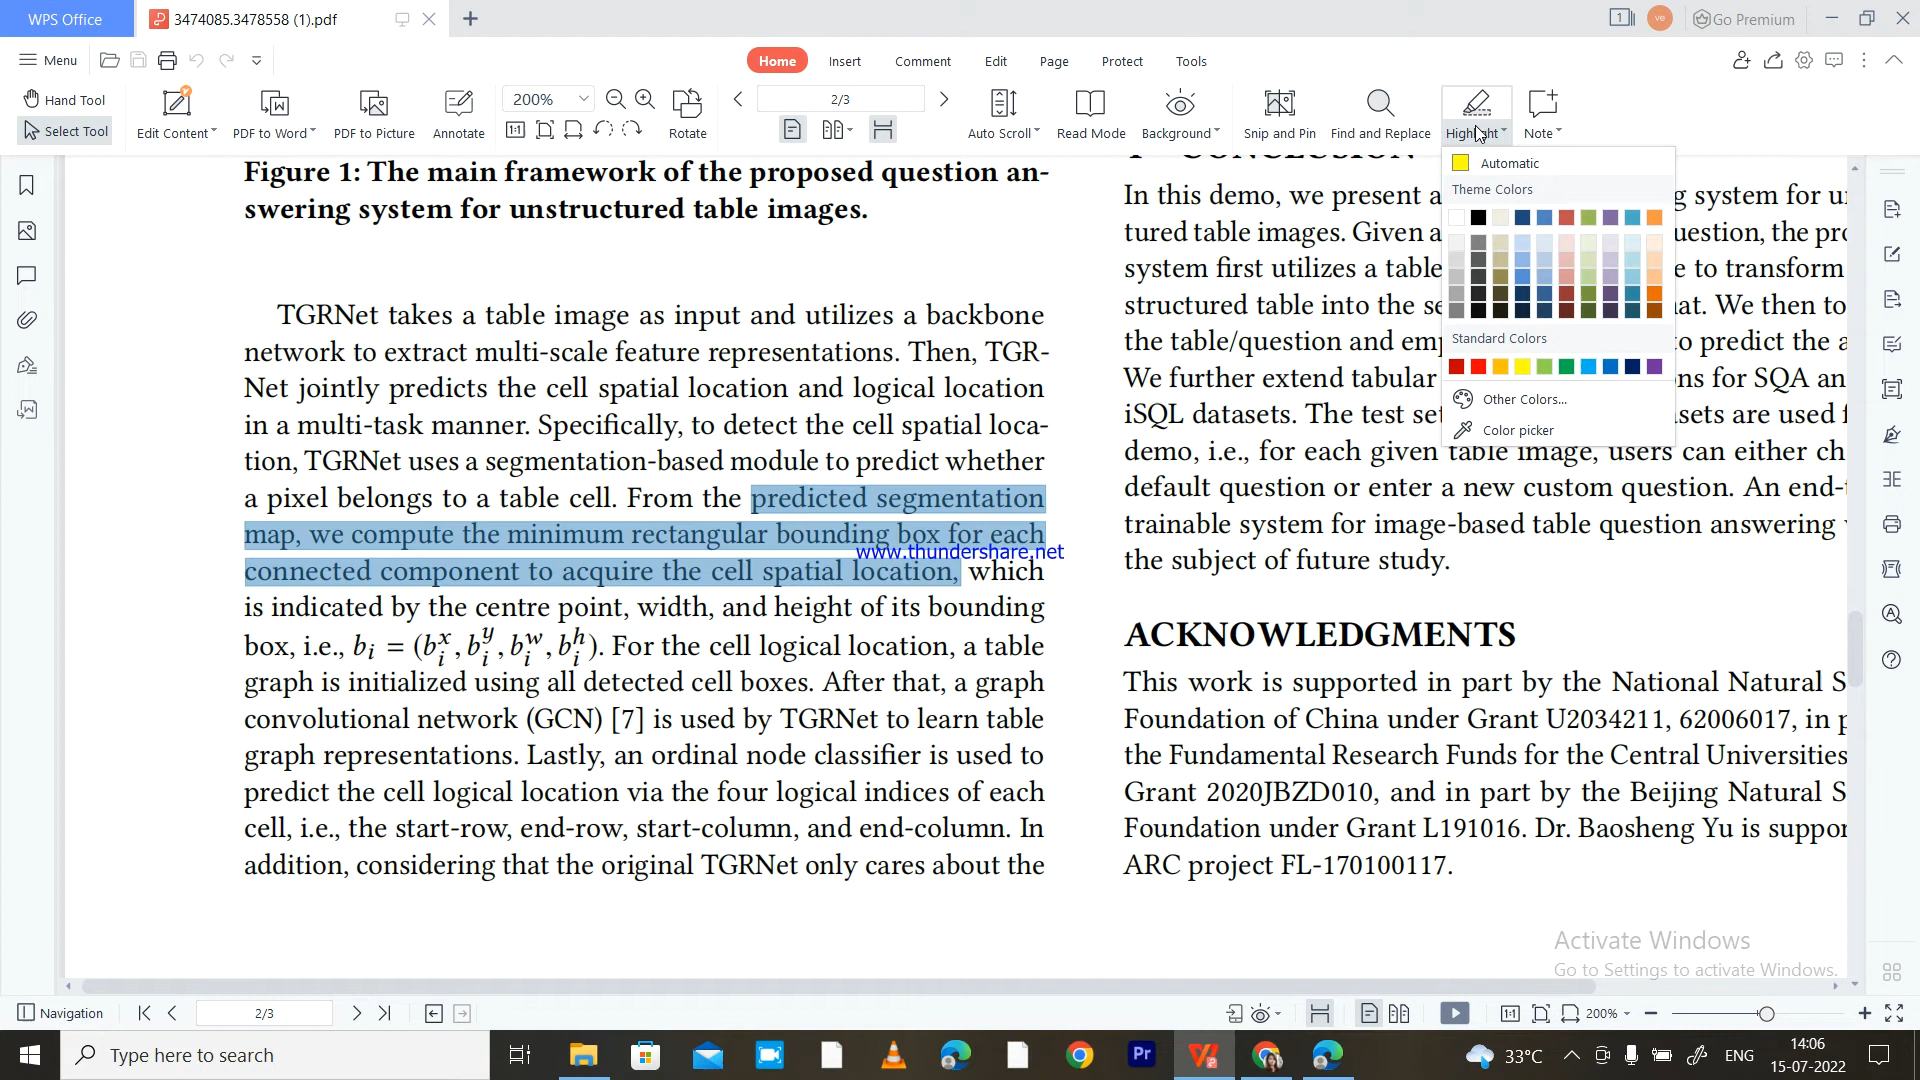 WPS Office
3474085.3478558 (1).pdf
1
ve
Go Premium
Menu
Home
Insert
Comment
Edit
Page
Protect
Tools
Hand Tool
Select Tool
Edit Content
PDF to Word
PDF to Picture
Annotate
200%
Rotate
2/3
Auto Scroll
Read Mode
Background
Snip and Pin
Find and Replace
Highlight
Note
Automatic
Theme Colors
Standard Colors
Other Colors...
Color picker
Figure 1: The main framework of the proposed question an-
swering system for unstructured table images.
TGRNet takes a table image as input and utilizes a backbone
network to extract multi-scale feature representations. Then, TGR-
Net jointly predicts the cell spatial location and logical location
in a multi-task manner. Specifically, to detect the cell spatial loca-
tion, TGRNet uses a segmentation-based module to predict whether
a pixel belongs to a table cell. From the predicted segmentation
map, we compute the minimum rectangular bounding box for each
www.thundershare.net
connected component to acquire the cell spatial location, which
is indicated by the centre point, width, and height of its bounding
box, i.e., b_i = (b_i^x, b_i^y, b_i^w, b_i^h). For the cell logical location, a table
graph is initialized using all detected cell boxes. After that, a graph
convolutional network (GCN) [7] is used by TGRNet to learn table
graph representations. Lastly, an ordinal node classifier is used to
predict the cell logical location via the four logical indices of each
cell, i.e., the start-row, end-row, start-column, and end-column. In
addition, considering that the original TGRNet only cares about the
CONCLUSION
In this demo, we present a g system for u
tured table images. Given a uestion, the pro
system first utilizes a table e to transform
structured table into the se at. We then to
the table/question and em to predict the a
We further extend tabular ns for SQA an
iSQL datasets. The test set sets are used f
demo, i.e., for each given table image, users can either ch
default question or enter a new custom question. An end-
trainable system for image-based table question answering
the subject of future study.
ACKNOWLEDGMENTS
This work is supported in part by the National Natural S
Foundation of China under Grant U2034211, 62006017, in p
the Fundamental Research Funds for the Central Universities
Grant 2020JBZD010, and in part by the Beijing Natural S
Foundation under Grant L191016. Dr. Baosheng Yu is suppor
ARC project FL-170100117.
Activate Windows
Go to Settings to activate Windows.
Navigation
2/3
200%
Type here to search
Pr
33°C
ENG
14:06
15-07-2022